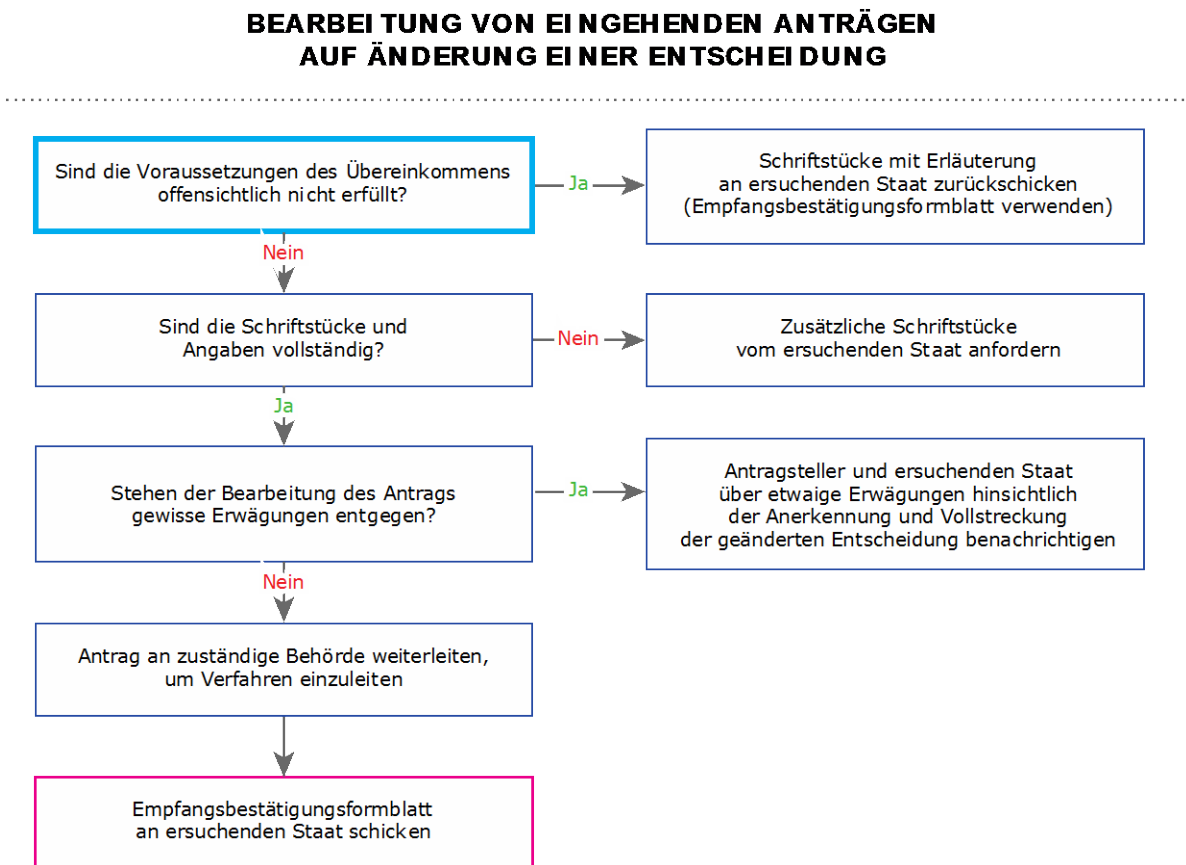 BEARBEITUNG VON EINGEHENDEN ANTRÄGEN
AUF ÄNDERUNG EINER ENTSCHEIDUNG
Sind die Voraussetzungen des Übereinkommens
offensichtlich nicht erfüllt?
Ja
Schriftstücke mit Erläuterung
an ersuchenden Staat zurückschicken
(Empfangsbestätigungsformblatt verwenden)
Nein
Sind die Schriftstücke und
Angaben vollständig?
Nein
Zusätzliche Schriftstücke
vom ersuchenden Staat anfordern
Ja
Stehen der Bearbeitung des Antrags
gewisse Erwägungen entgegen?
Ja
Antragsteller und ersuchenden Staat
über etwaige Erwägungen hinsichtlich
der Anerkennung und Vollstreckung
der geänderten Entscheidung benachrichtigen
Nein
Antrag an zuständige Behörde weiterleiten,
um Verfahren einzuleiten
Empfangsbestätigungsformblatt
an ersuchenden Staat schicken